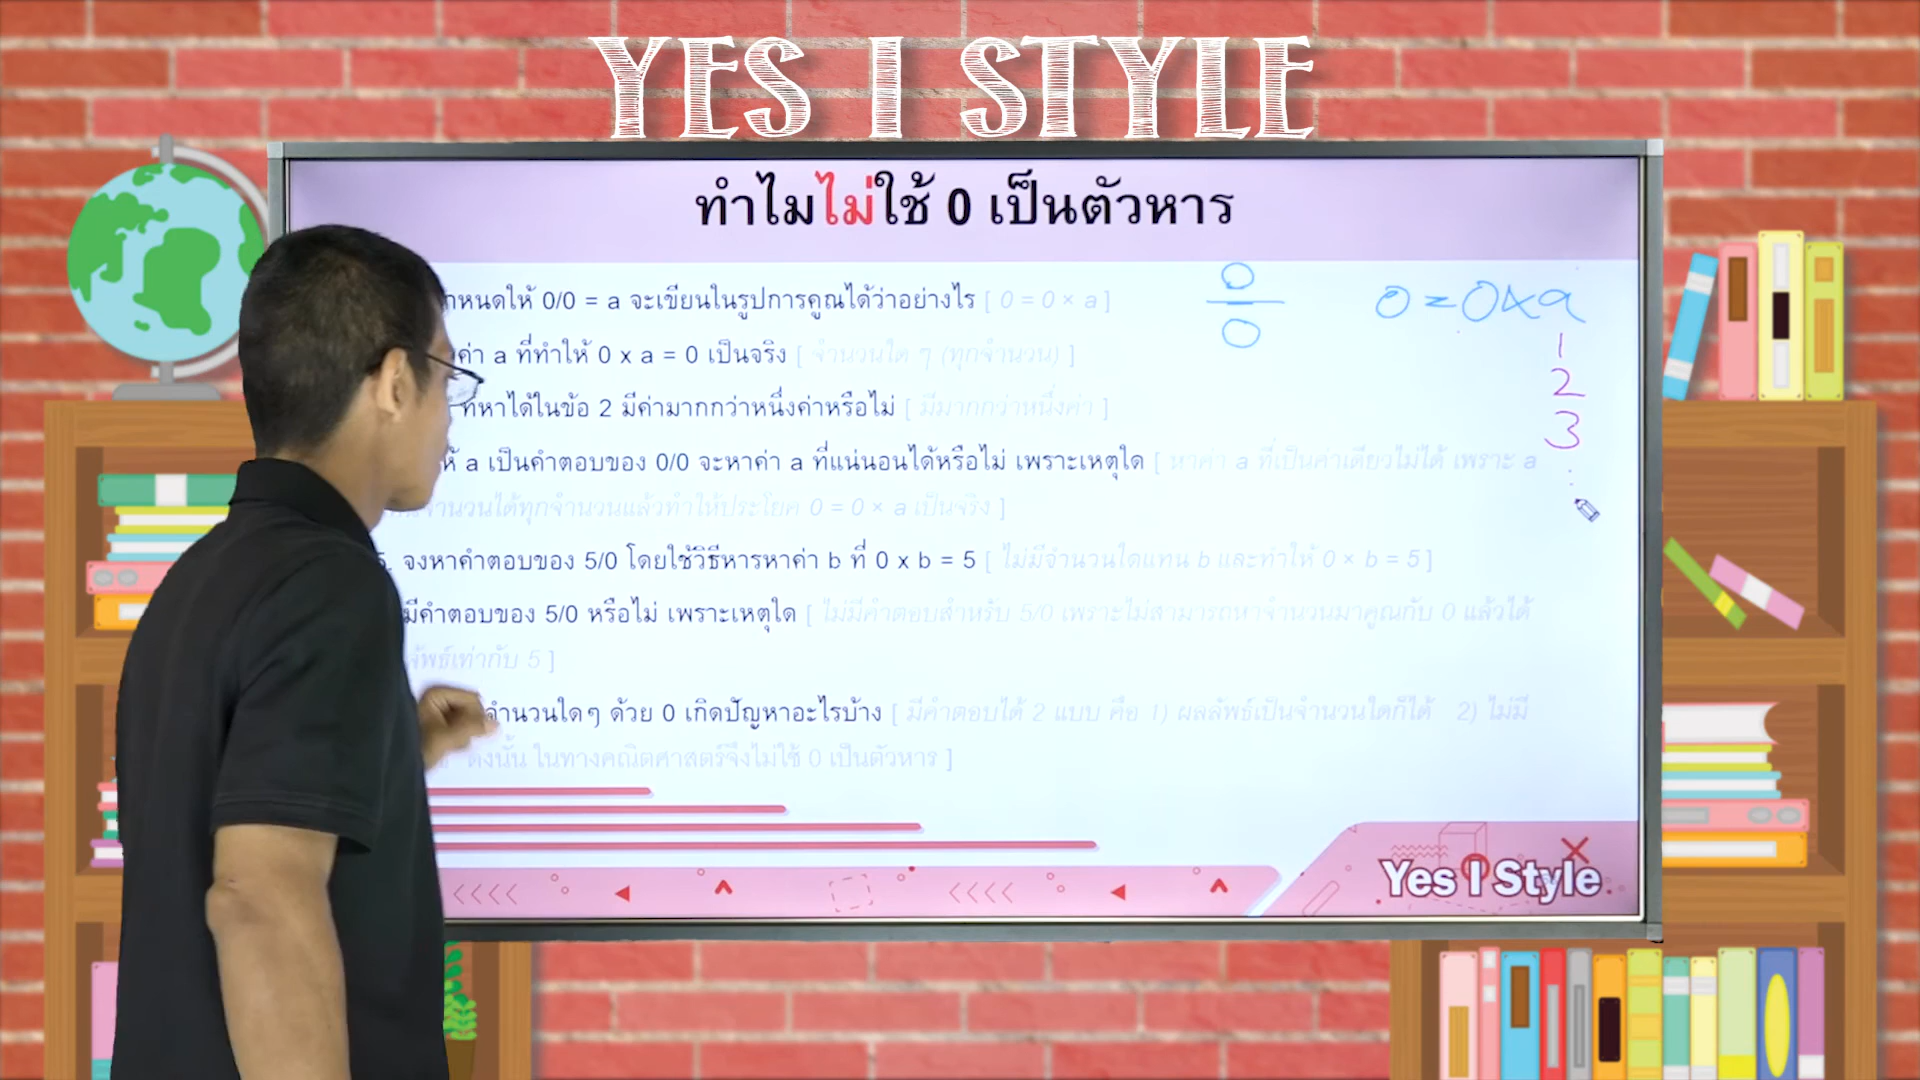 YES I STYLE
ทำไมไม่ใช้ 0 เป็นตัวหาร
กำหนดให้ 0/0 = a จะเขียนในรูปการคูณได้ว่าอย่างไร [ 0 = 0 × a ]
ค่า a ที่ทำให้ 0 x a = 0 เป็นจริง [ จำนวนใด ๆ (ทุกจำนวน) ]
ที่หาได้ในข้อ 2 มีค่ามากกว่าหนึ่งค่าหรือไม่ [ มีมากกว่าหนึ่งค่า ]
ให้ a เป็นคำตอบของ 0/0 จะหาค่า a ที่แน่นอนได้หรือไม่ เพราะเหตุใด [ หาค่า a ที่เป็นค่าเดียวไม่ได้ เพราะ a
จำนวนได้ทุกจำนวนแล้วทำให้ประโยค 0 = 0 × a เป็นจริง ]
5. จงหาคำตอบของ 5/0 โดยใช้วิธีหารหาค่า b ที่ 0 x b = 5 [ ไม่มีจำนวนใดแทน b และทำให้ 0 × b = 5 ]
มีคำตอบของ 5/0 หรือไม่ เพราะเหตุใด [ ไม่มีคำตอบสำหรับ 5/0 เพราะไม่สามารถหาจำนวนมาคูณกับ 0 แล้วได้
ลัพธ์เท่ากับ 5 ]
จำนวนใดๆ ด้วย 0 เกิดปัญหาอะไรบ้าง [ มีคำตอบได้ 2 แบบ คือ 1) ผลลัพธ์เป็นจำนวนใดก็ได้ 2) ไม่มี
ดังนั้น ในทางคณิตศาสตร์จึงไม่ใช้ 0 เป็นตัวหาร ]
0
0
0 = 0 x a
1
2
3
Yes I Style